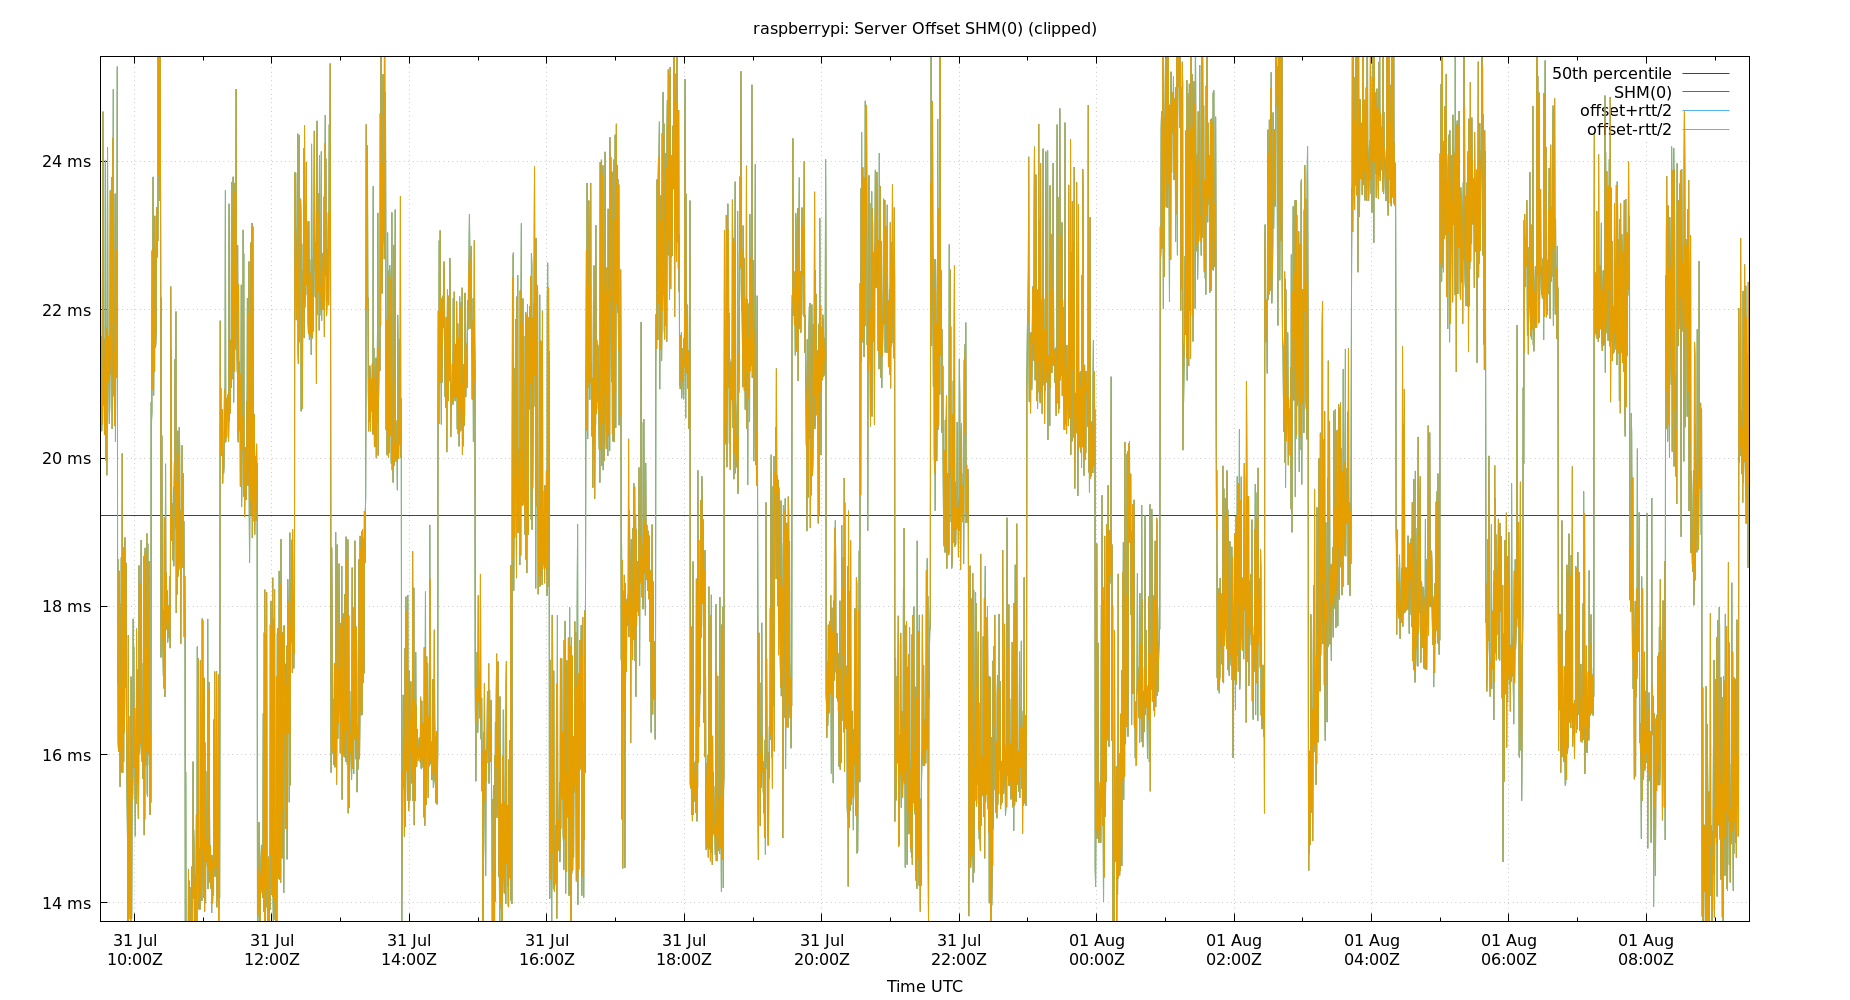 raspberrypi: Server Offset SHM(0) (clipped)
50th percentile
SHM(0)
offset+rtt/2
offset-rtt/2
24 ms
22 ms
20 ms
18 ms
16 ms
14 ms
31 Jul 31 Jul 31 Jul 31 Jul 31 Jul 31 Jul 31 Jul 01 Aug 01 Aug 01 Aug 01 Aug 01 Aug
10:00Z 12:00Z 14:00Z 16:00Z 18:00Z 20:00Z 22:00Z 00:00Z 02:00Z 04:00Z 06:00Z 08:00Z
Time UTC